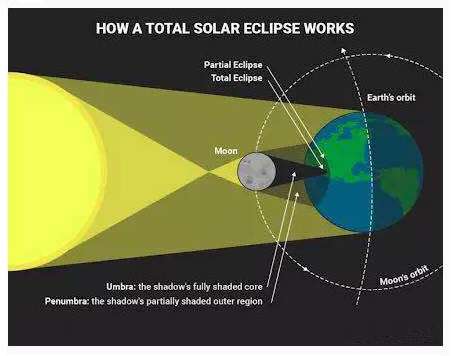 HOW A TOTAL SOLAR ECLIPSE WORKS
Partial Eclipse
Total Eclipse
Earth's orbit
Moon
Moon's orbit
Umbra: the shadow's fully shaded core
Penumbra: the shadow's partially shaded outer region